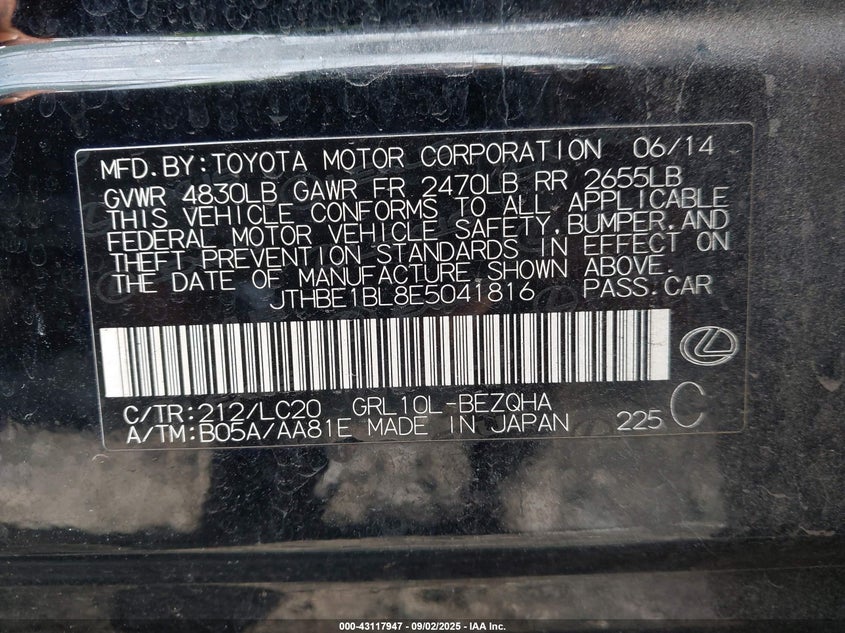 MFD.BY:TOYOTA MOTOR CORPORATION 06/14
GVWR 4830LB GAWR FR 2470LB RR 2655LB
THIS VEHICLE CONFORMS TO ALL APPLICABLE
FEDERAL MOTOR VEHICLE SAFETY,BUMPER,AND
THEFT PREVENTION STANDARDS IN EFFECT ON
THE DATE OF MANUFACTURE SHOWN ABOVE.
JTHBE1BL8E5041816 PASS.CAR
C/TR:212/LC20 GRL10L-BEZQHA
A/TM:B05A/AA81E MADE IN JAPAN 225 C
000-43117947 - 09/02/2025 - IAA Inc.